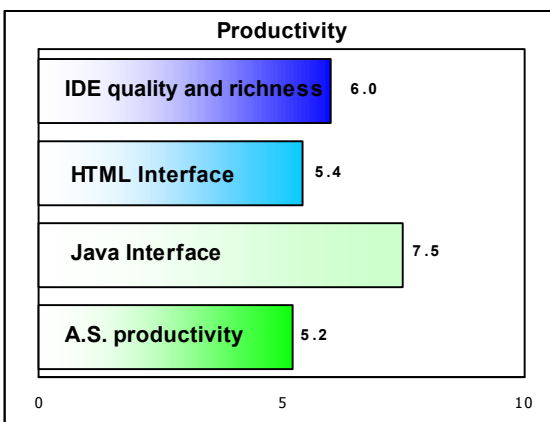 Productivity
IDE quality and richness 6.0
HTML Interface 5.4
Java Interface 7.5
A.S. productivity 5.2
0 5 10